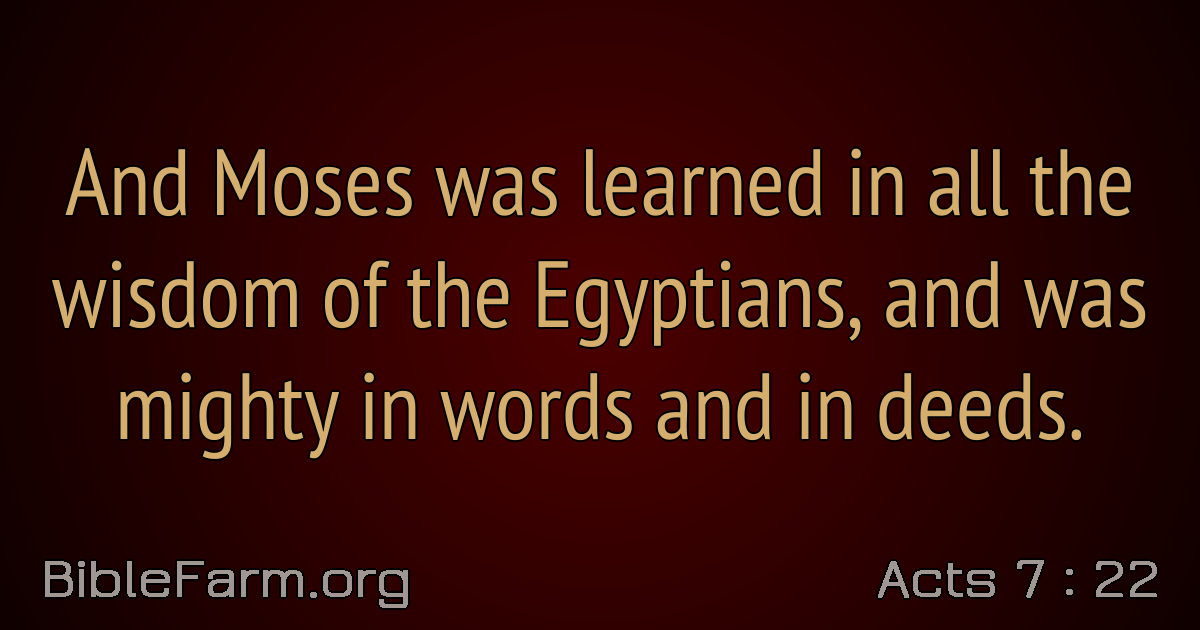 And Moses was learned in all the
wisdom of the Egyptians, and was
mighty in words and in deeds.
BibleFarm.org
Acts 7 : 22